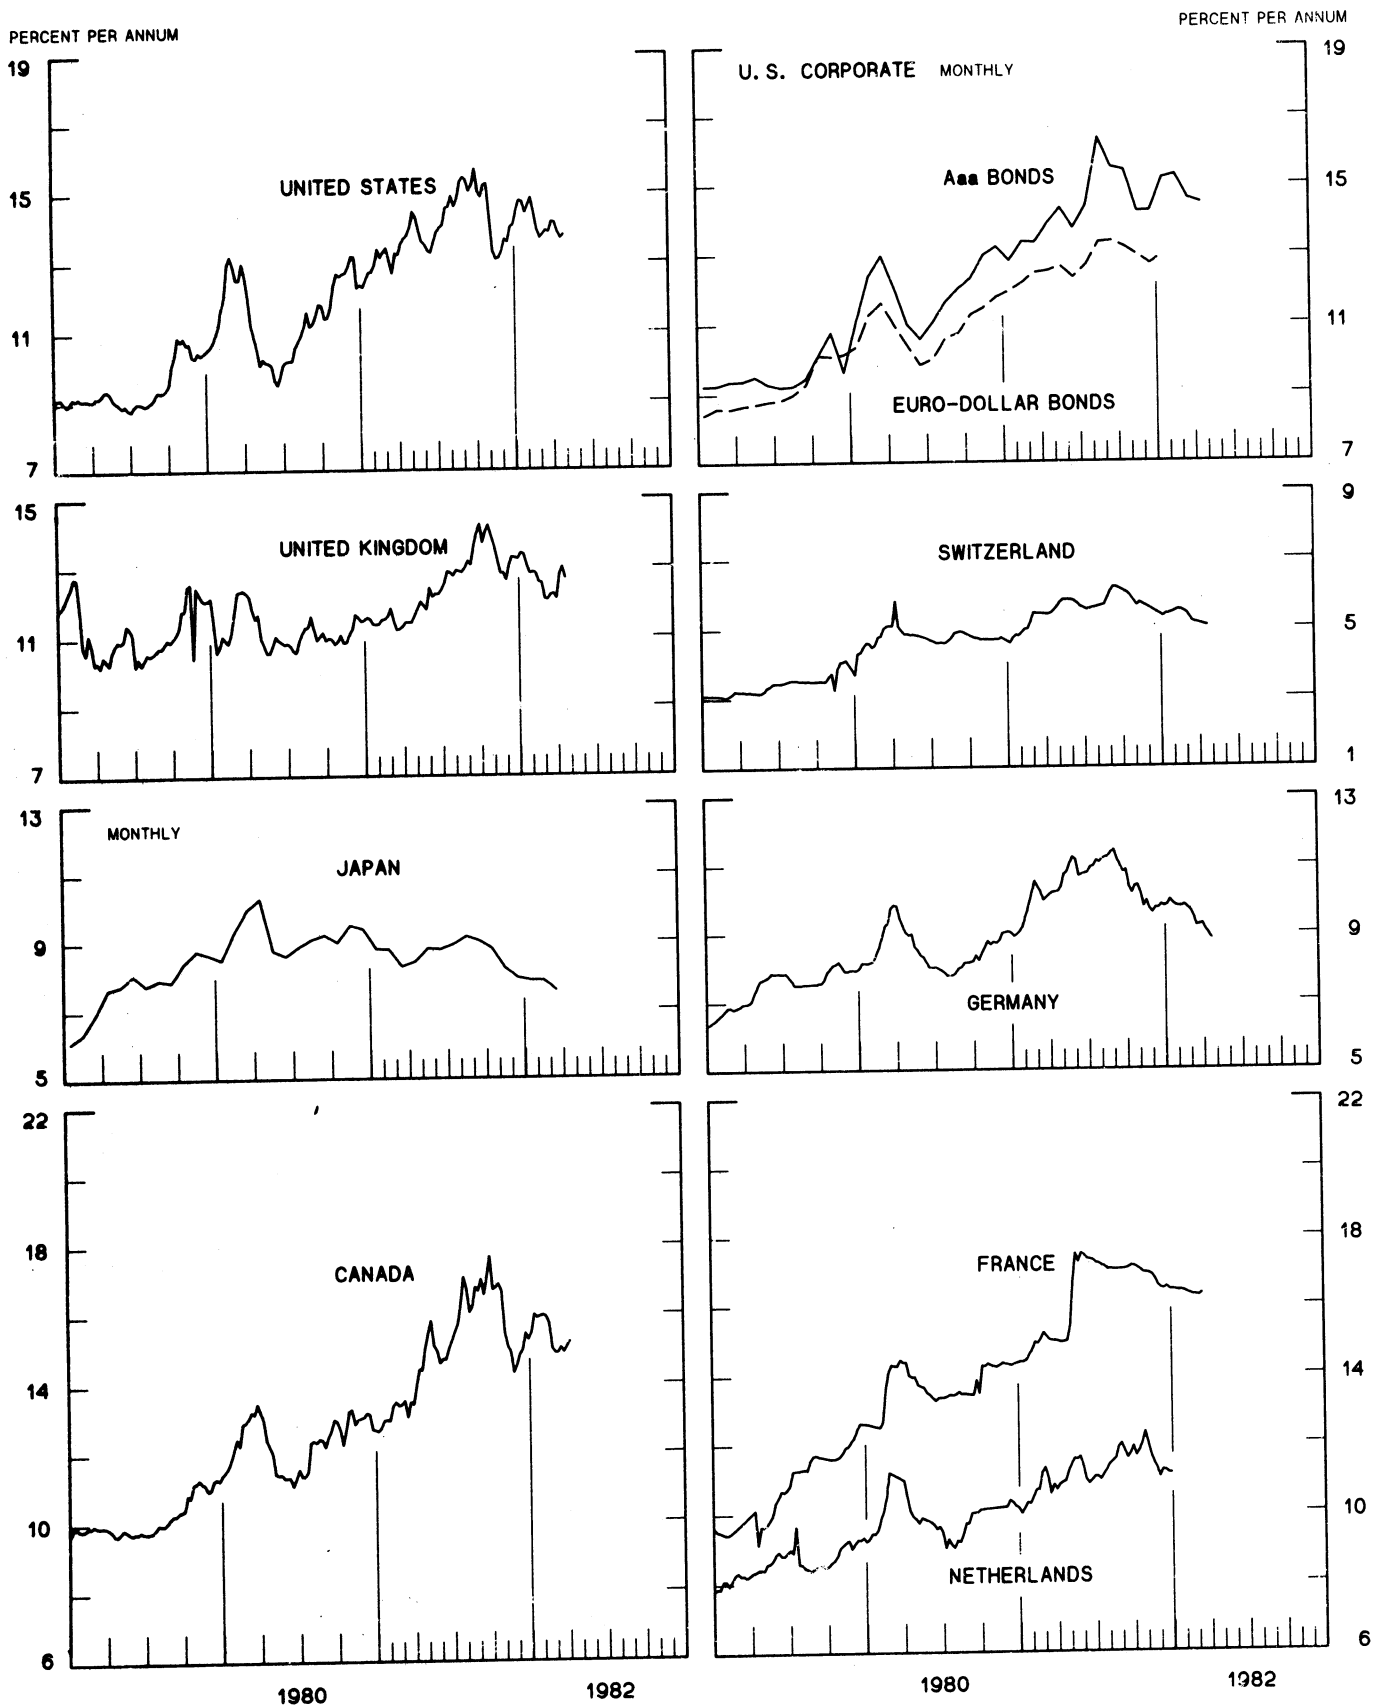 PERCENT PER ANNUM
PERCENT PER ANNUM
19
U. S. CORPORATE MONTHLY
19
UNITED STATES
Aaa BONDS
15
15
11
11
EURO-DOLLAR BONDS
7
7
15
UNITED KINGDOM
SWITZERLAND
9
11
5
7
1
13
MONTHLY
JAPAN
13
9
9
GERMANY
5
5
22
22
18
CANADA
FRANCE
18
14
14
10
10
NETHERLANDS
6
6
1980
1982
1980
1982